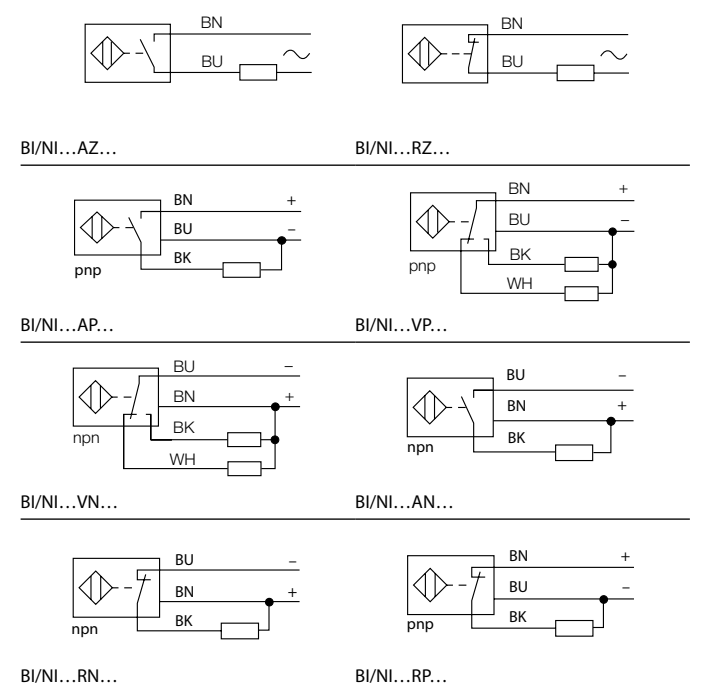 BN
BU
BI/NI…AZ…
BN
BU
BI/NI…RZ…
BN +
BU –
BK
pnp
BI/NI…AP…
BN +
BU –
BK
pnp
WH
BI/NI…VP…
BU –
BN +
BK
npn
WH
BI/NI…VN…
BU –
BN +
BK
npn
BI/NI…AN…
BU –
BN +
BK
npn
BI/NI…RN…
BN +
BU –
BK
pnp
BI/NI…RP…